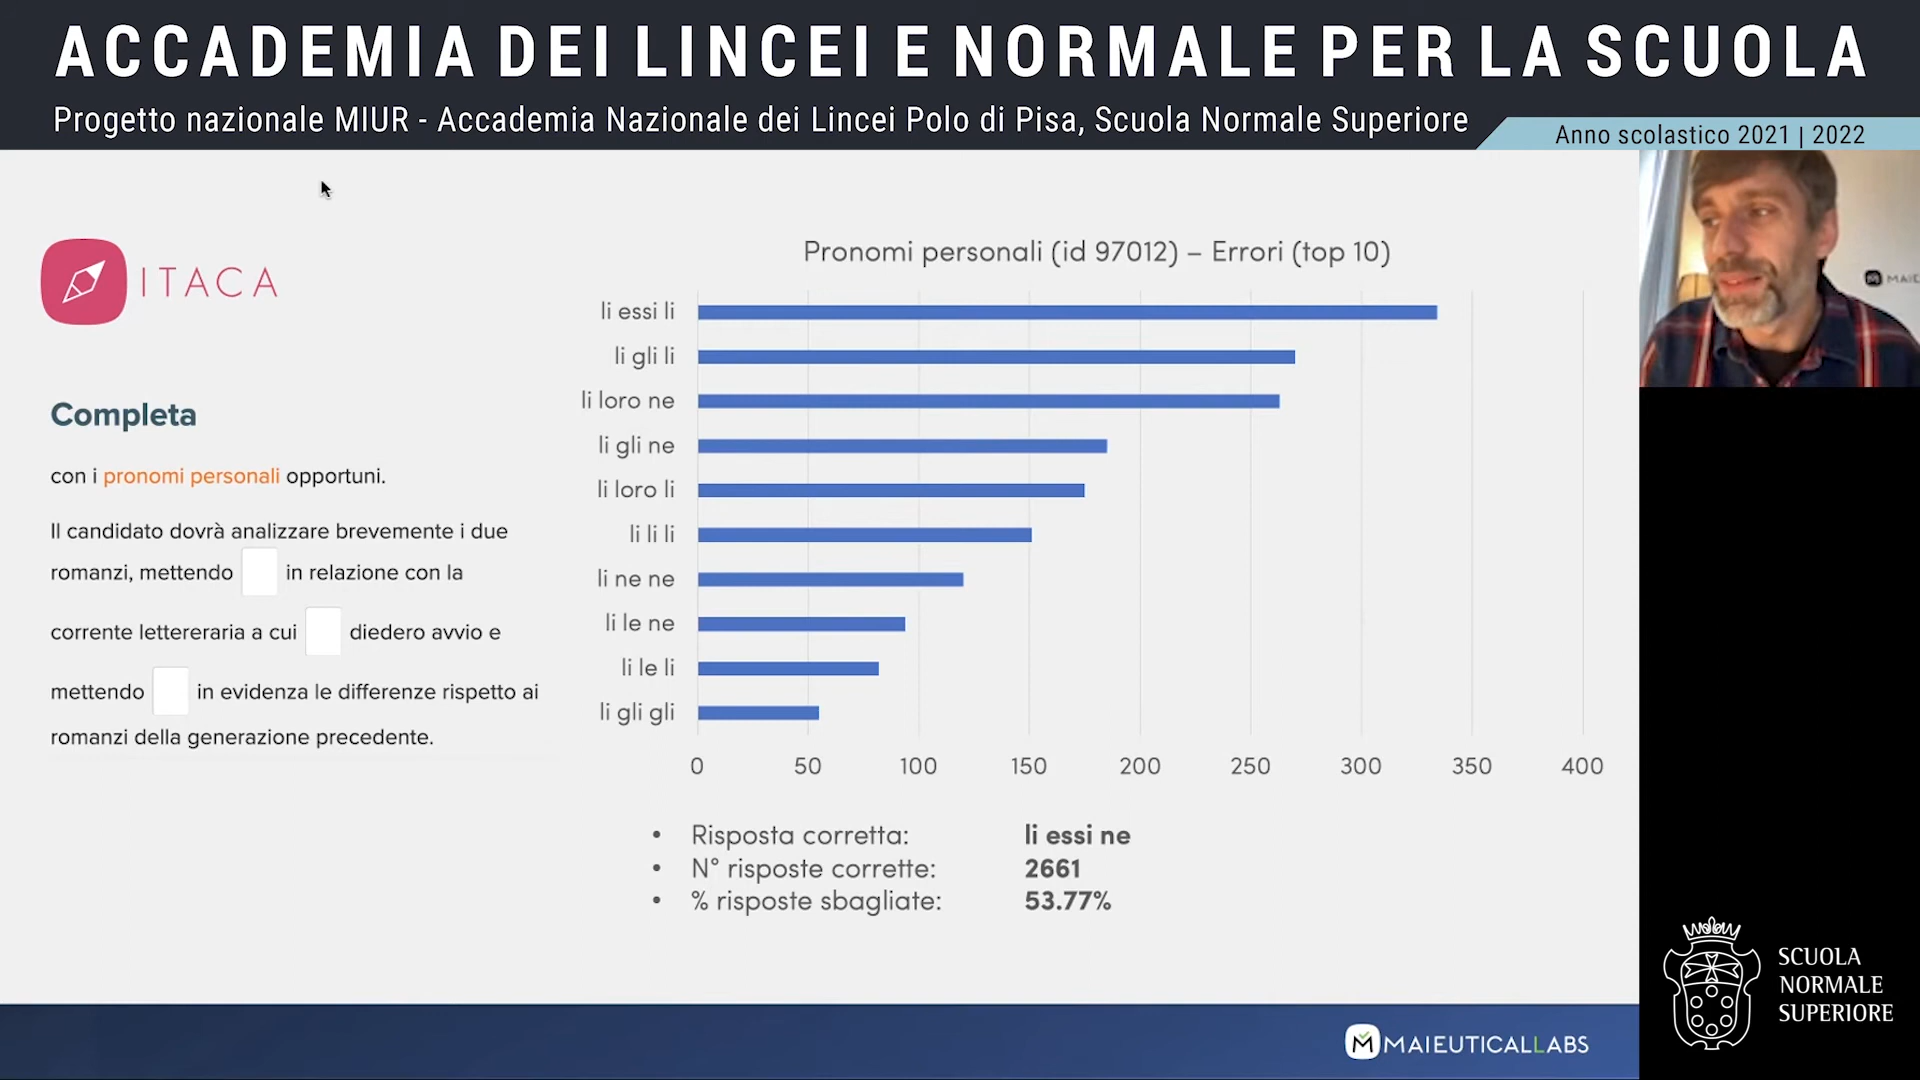 ACCADEMIA DEI LINCEI E NORMALE PER LA SCUOLA
Progetto nazionale MIUR - Accademia Nazionale dei Lincei Polo di Pisa, Scuola Normale Superiore
Anno scolastico 2021 | 2022
ITACA
Completa
con i pronomi personali opportuni.
Il candidato dovrà analizzare brevemente i due
romanzi, mettendo in relazione con la
corrente lettereraria a cui diedero avvio e
mettendo in evidenza le differenze rispetto ai
romanzi della generazione precedente.
Pronomi personali (id 97012) – Errori (top 10)
li essi li
li gli li
li loro ne
li gli ne
li loro li
li li li
li ne ne
li le ne
li le li
li gli gli
0 50 100 150 200 250 300 350 400
• Risposta corretta: li essi ne
• N° risposte corrette: 2661
• % risposte sbagliate: 53.77%
MAIEUTICALLABS
SCUOLA
NORMALE
SUPERIORE